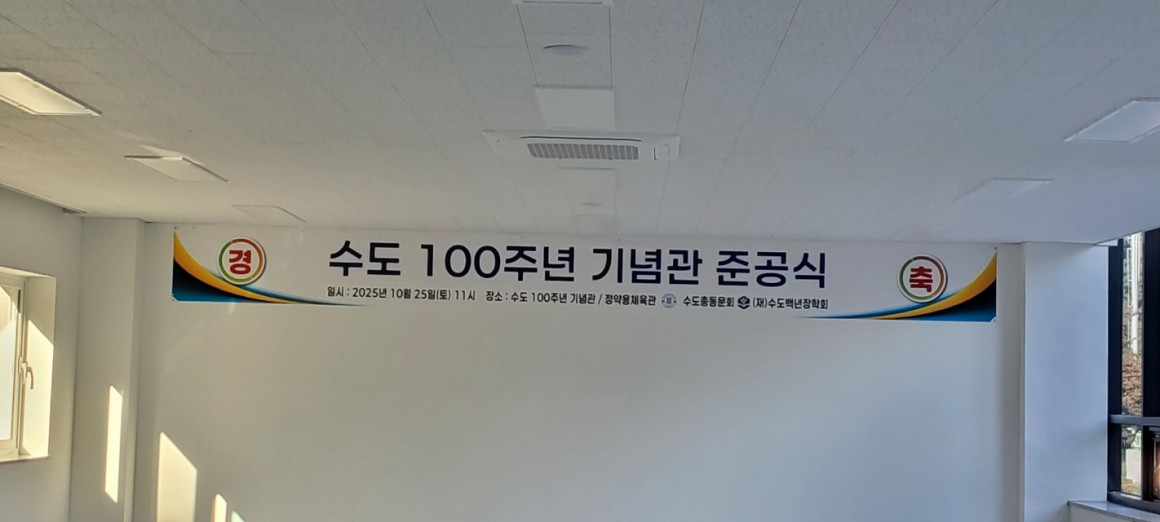 경 수도 100주년 기념관 준공식 축
일시 : 2025년 10월 25일(토) 11시 장소 : 수도 100주년 기념관 / 정약용체육관 수도총동문회 (재)수도백년장학회